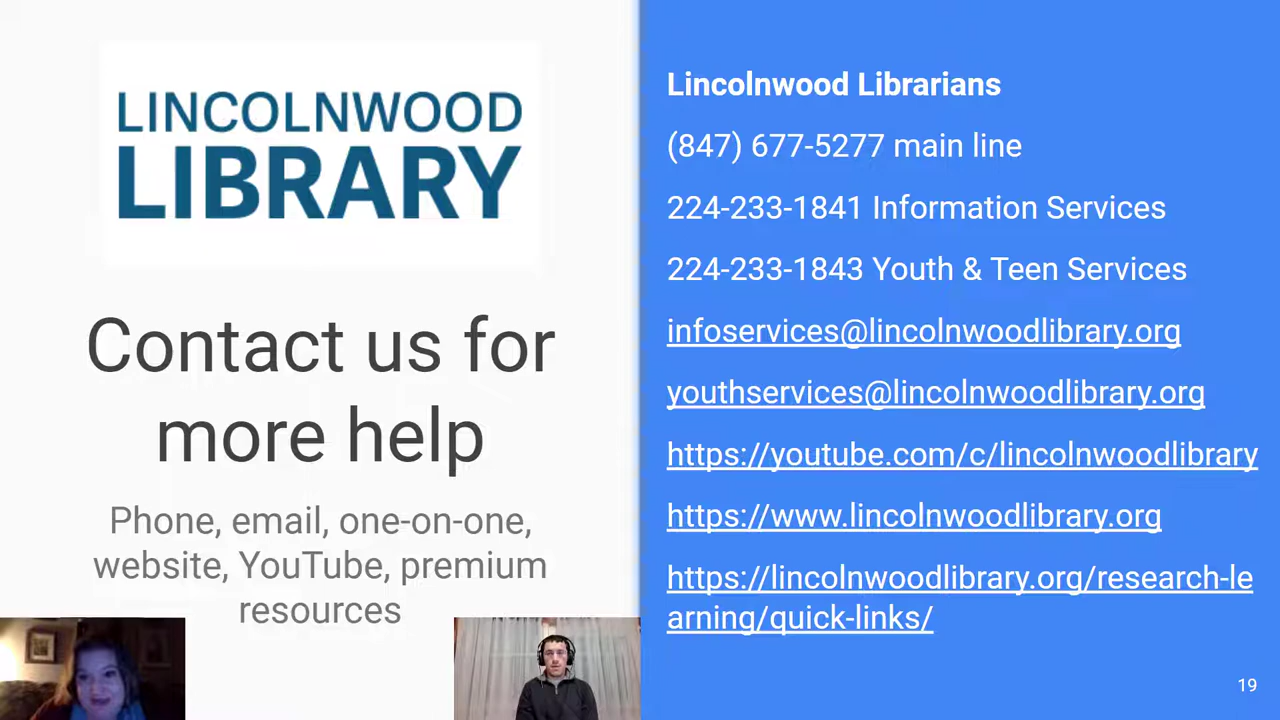 LINCOLNWOOD
LIBRARY
Contact us for
more help
Phone, email, one-on-one,
website, YouTube, premium
resources
Lincolnwood Librarians
(847) 677-5277 main line
224-233-1841 Information Services
224-233-1843 Youth & Teen Services
infoservices@lincolnwoodlibrary.org
youthservices@lincolnwoodlibrary.org
https://youtube.com/c/lincolnwoodlibrary
https://www.lincolnwoodlibrary.org
https://lincolnwoodlibrary.org/research-le
arning/quick-links/
19